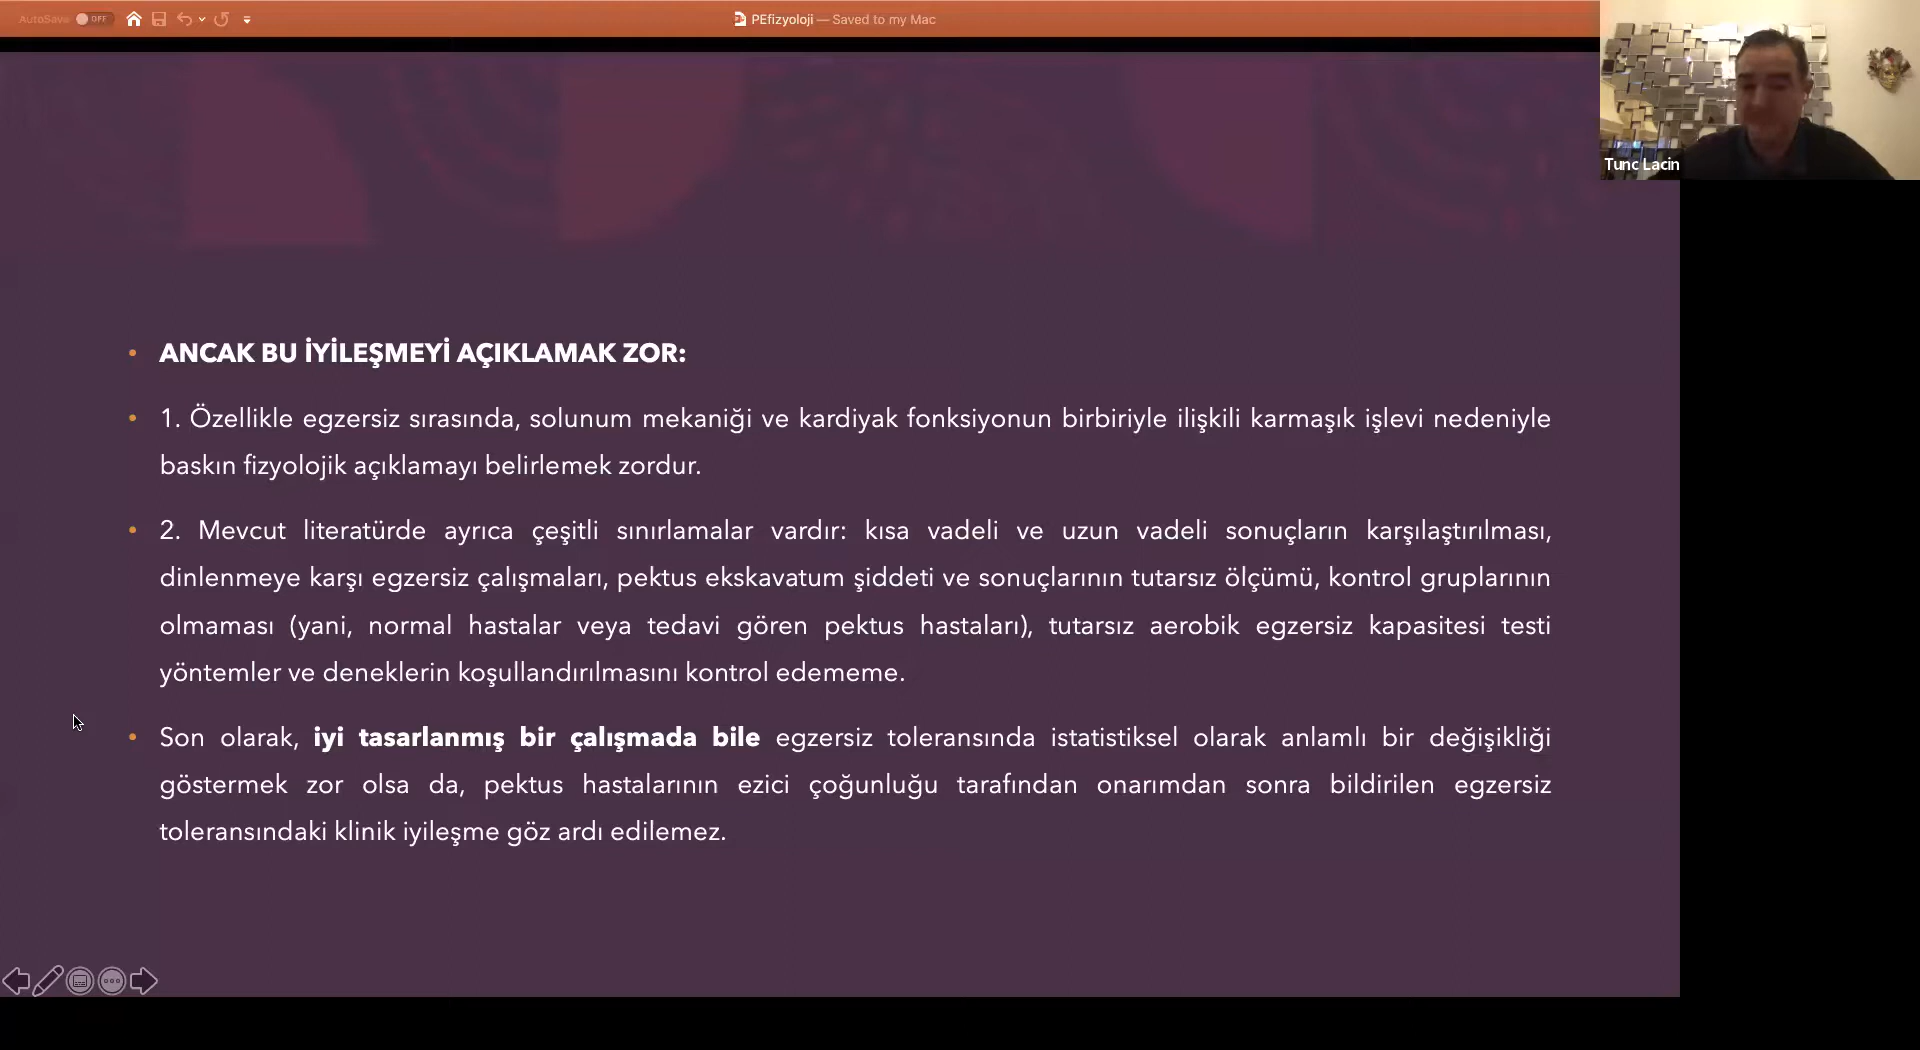 AutoSave OFF
PEfizyoloji — Saved to my Mac
Tunc Lacin
• ANCAK BU İYİLEŞMEYİ AÇIKLAMAK ZOR:
• 1. Özellikle egzersiz sırasında, solunum mekaniği ve kardiyak fonksiyonun birbiriyle ilişkili karmaşık işlevi nedeniyle
baskın fizyolojik açıklamayı belirlemek zordur.
• 2. Mevcut literatürde ayrıca çeşitli sınırlamalar vardır: kısa vadeli ve uzun vadeli sonuçların karşılaştırılması,
dinlenmeye karşı egzersiz çalışmaları, pektus ekskavatum şiddeti ve sonuçlarının tutarsız ölçümü, kontrol gruplarının
olmaması (yani, normal hastalar veya tedavi gören pektus hastaları), tutarsız aerobik egzersiz kapasitesi testi
yöntemler ve deneklerin koşullandırılmasını kontrol edememe.
• Son olarak, iyi tasarlanmış bir çalışmada bile egzersiz toleransında istatistiksel olarak anlamlı bir değişikliği
göstermek zor olsa da, pektus hastalarının ezici çoğunluğu tarafından onarımdan sonra bildirilen egzersiz
toleransındaki klinik iyileşme göz ardı edilemez.